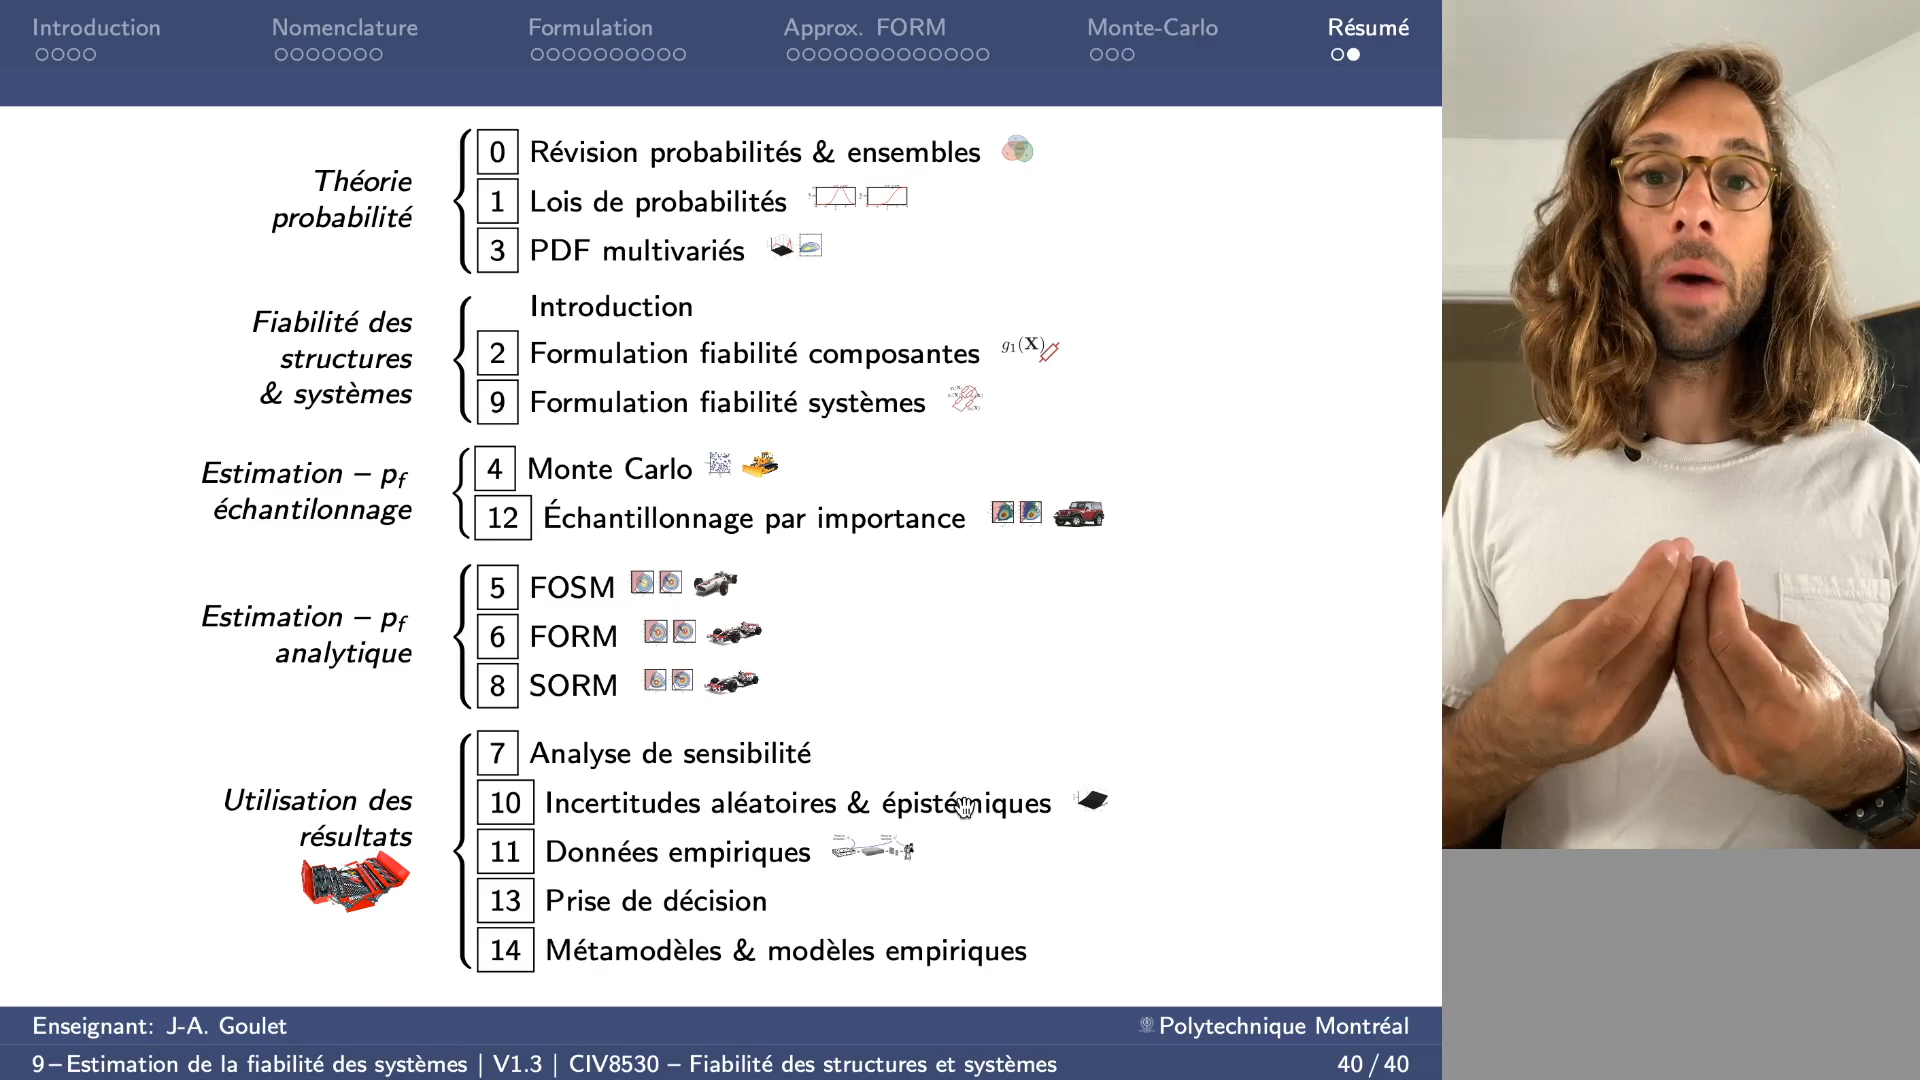 Introduction
Nomenclature
Formulation
Approx. FORM
Monte-Carlo
Résumé
Théorie
probabilité
0 Révision probabilités & ensembles
1 Lois de probabilités
3 PDF multivariés
Fiabilité des
structures
& systèmes
Introduction
2 Formulation fiabilité composantes g₁(X)
9 Formulation fiabilité systèmes
Estimation – pf
échantilonnage
4 Monte Carlo
12 Échantillonnage par importance
Estimation – pf
analytique
5 FOSM
6 FORM
8 SORM
Utilisation des
résultats
7 Analyse de sensibilité
10 Incertitudes aléatoires & épistémiques
11 Données empiriques
13 Prise de décision
14 Métamodèles & modèles empiriques
Enseignant: J-A. Goulet
Polytechnique Montréal
9 – Estimation de la fiabilité des systèmes | V1.3 | CIV8530 – Fiabilité des structures et systèmes
40 / 40